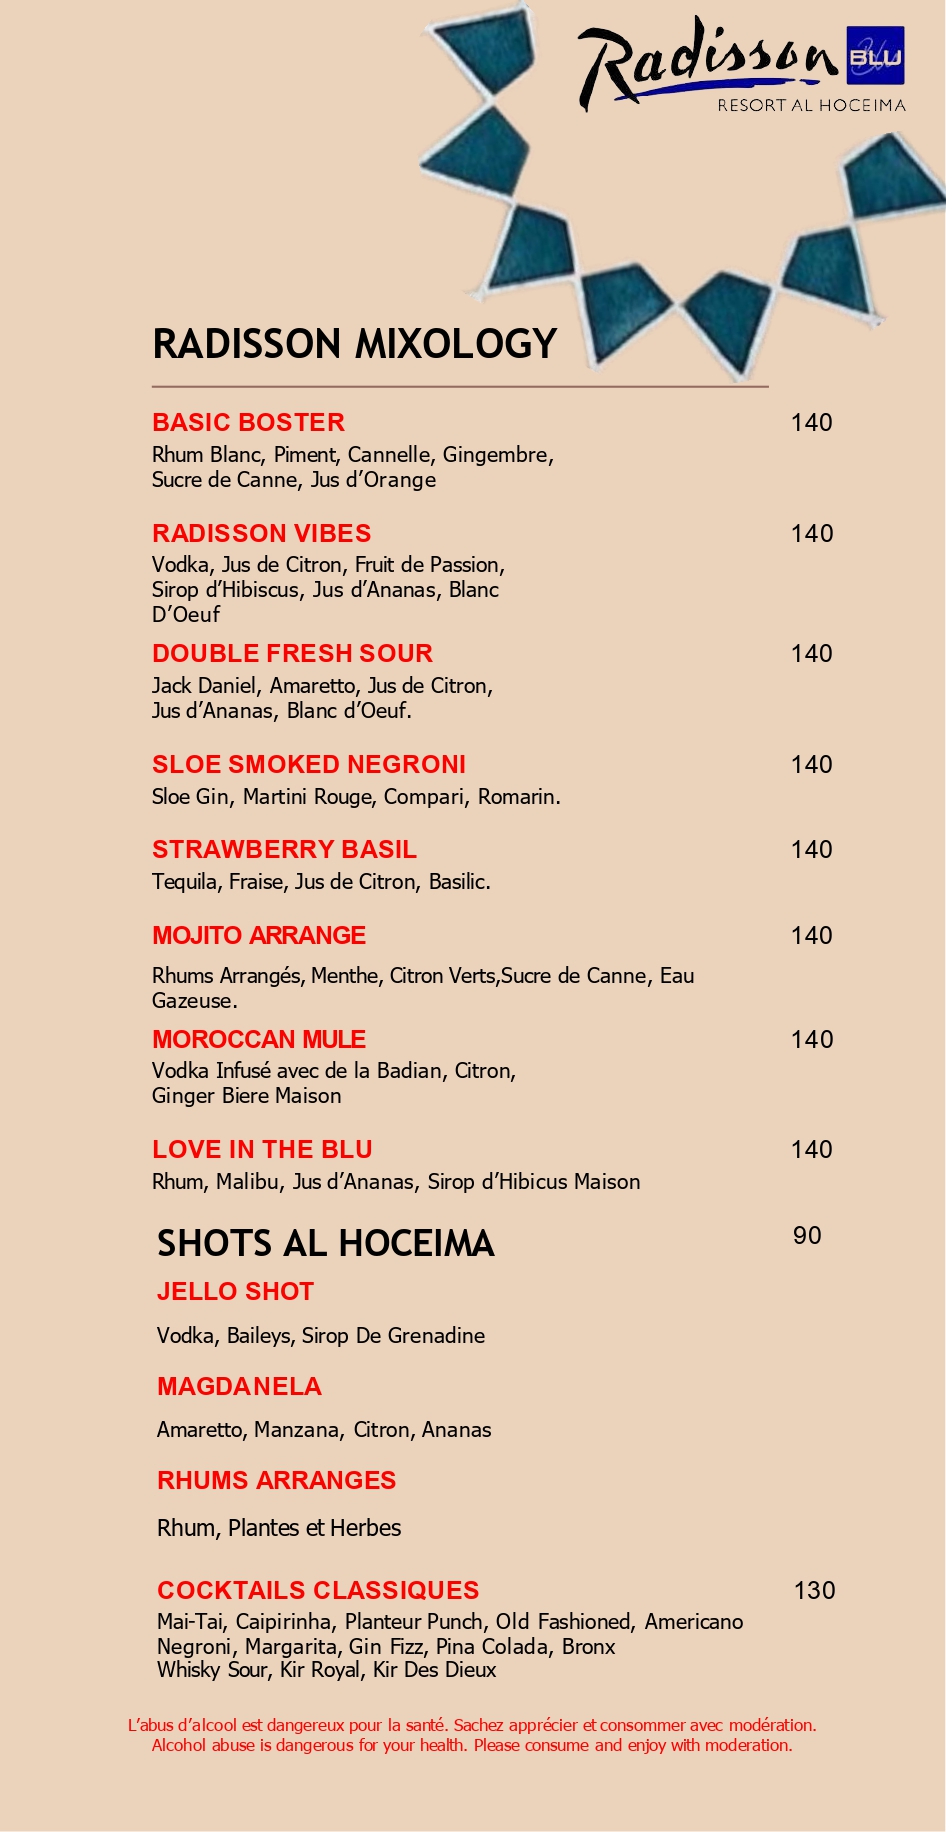 Radisson BLU
RESORT AL HOCEIMA
RADISSON MIXOLOGY
BASIC BOSTER 140
Rhum Blanc, Piment, Cannelle, Gingembre,
Sucre de Canne, Jus d’Orange
RADISSON VIBES 140
Vodka, Jus de Citron, Fruit de Passion,
Sirop d’Hibiscus, Jus d’Ananas, Blanc
D’Oeuf
DOUBLE FRESH SOUR 140
Jack Daniel, Amaretto, Jus de Citron,
Jus d’Ananas, Blanc d’Oeuf.
SLOE SMOKED NEGRONI 140
Sloe Gin, Martini Rouge, Compari, Romarin.
STRAWBERRY BASIL 140
Tequila, Fraise, Jus de Citron, Basilic.
MOJITO ARRANGE 140
Rhums Arrangés, Menthe, Citron Verts,Sucre de Canne, Eau
Gazeuse.
MOROCCAN MULE 140
Vodka Infusé avec de la Badian, Citron,
Ginger Biere Maison
LOVE IN THE BLU 140
Rhum, Malibu, Jus d’Ananas, Sirop d’Hibicus Maison
SHOTS AL HOCEIMA 90
JELLO SHOT
Vodka, Baileys, Sirop De Grenadine
MAGDANELA
Amaretto, Manzana, Citron, Ananas
RHUMS ARRANGES
Rhum, Plantes et Herbes
COCKTAILS CLASSIQUES 130
Mai-Tai, Caipirinha, Planteur Punch, Old Fashioned, Americano
Negroni, Margarita, Gin Fizz, Pina Colada, Bronx
Whisky Sour, Kir Royal, Kir Des Dieux
L’abus d’alcool est dangereux pour la santé. Sachez apprécier et consommer avec modération.
Alcohol abuse is dangerous for your health. Please consume and enjoy with moderation.